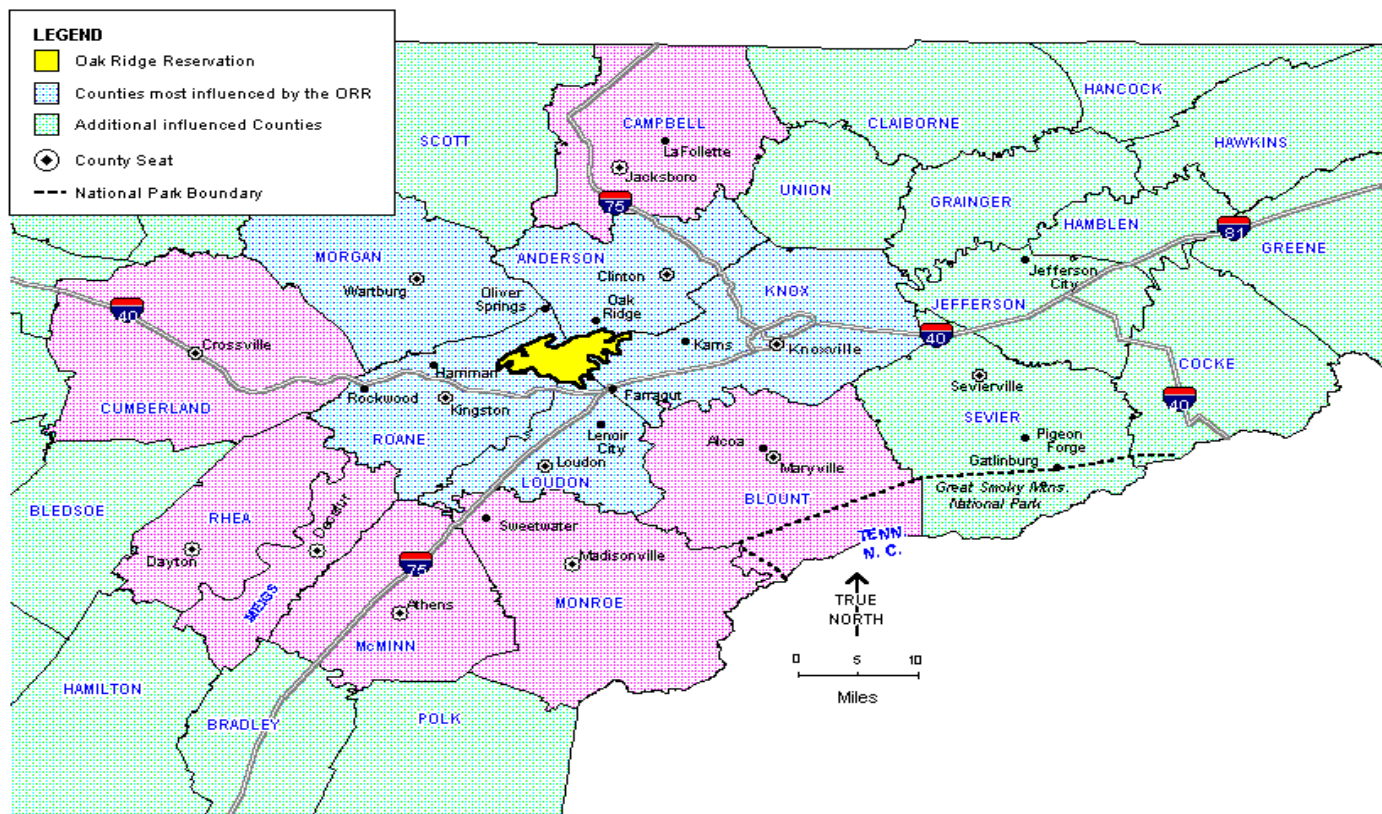 LEGEND
Oak Ridge Reservation
Counties most influenced by the ORR
Additional influenced Counties
County Seat
National Park Boundary
HANCOCK
CAMPBELL
CLAIBORNE
SCOTT
LaFollette
HAWKINS
Jacksboro
UNION
75
GRAINGER
HAMBLEN
81
GREENE
MORGAN
ANDERSON
Jefferson
City
Clinton
Wartburg
KNOX
Oliver
Springs
Oak
Ridge
JEFFERSON
40
40
Crossville
Karns
Knoxville
COCKE
Harriman
Sevierville
Rockwood
Kingston
Farragut
40
CUMBERLAND
SEVIER
ROANE
Lenoir
City
Alcoa
Pigeon
Forge
Maryville
Gatlinburg
Loudon
LOUDON
BLOUNT
Great Smoky Mtns.
National Park
BLEDSOE
RHEA
Decatur
Sweetwater
TENN.
N. C.
Dayton
75
Madisonville
MEIGS
Athens
MONROE
TRUE
NORTH
McMINN
0 5 10
Miles
HAMILTON
BRADLEY
POLK